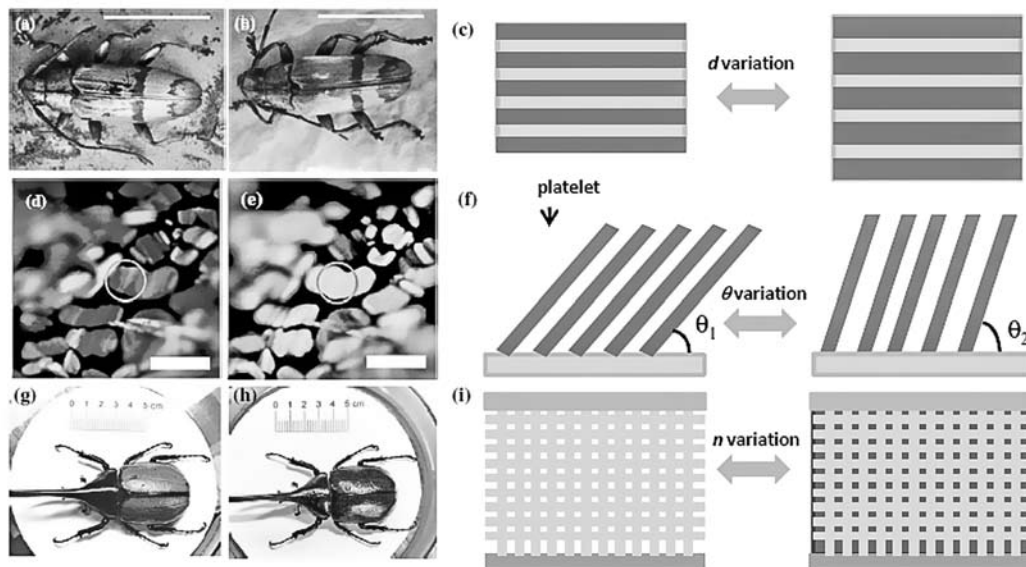 (a)
(b)
(c)
d variation
(d)
(e)
platelet
(f)
θ variation
θ1
θ2
(g)
0 1 2 3 4 5 cm
(h)
0 1 2 3 4 5 cm
(i)
n variation